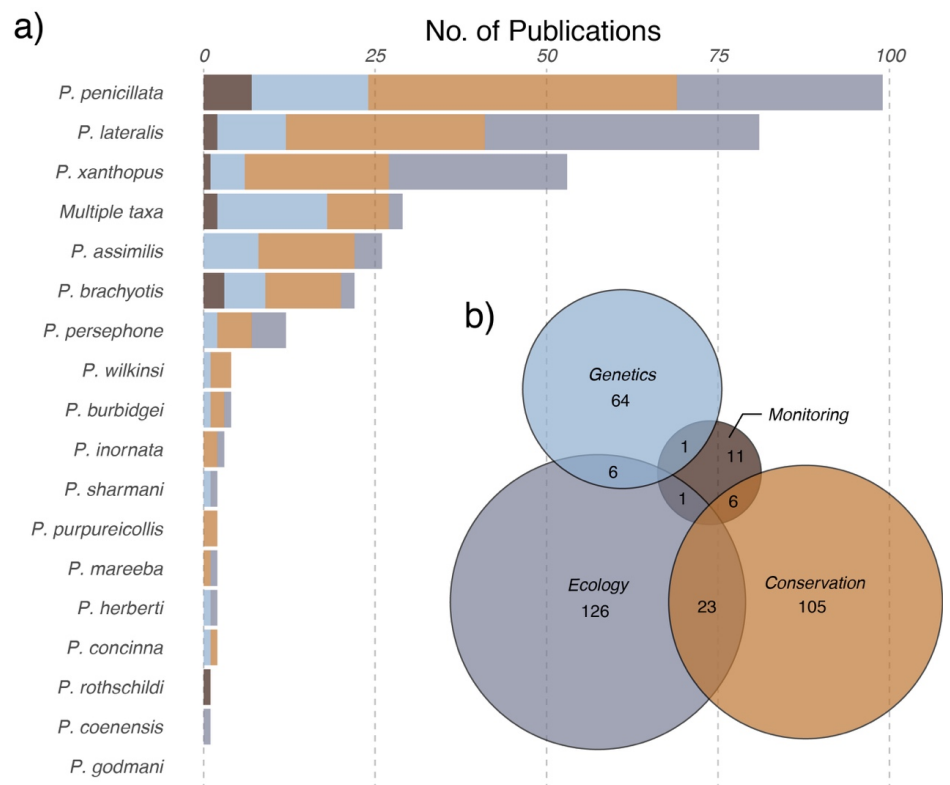 a)
No. of Publications
0 25 50 75 100
P. penicillata
P. lateralis
P. xanthopus
Multiple taxa
P. assimilis
P. brachyotis
P. persephone
P. wilkinsi
P. burbidgei
P. inornata
P. sharmani
P. purpureicollis
P. mareeba
P. herberti
P. concinna
P. rothschildi
P. coenensis
P. godmani
b)
Genetics
64
Monitoring
1
11
6
1
6
Ecology
126
23
Conservation
105